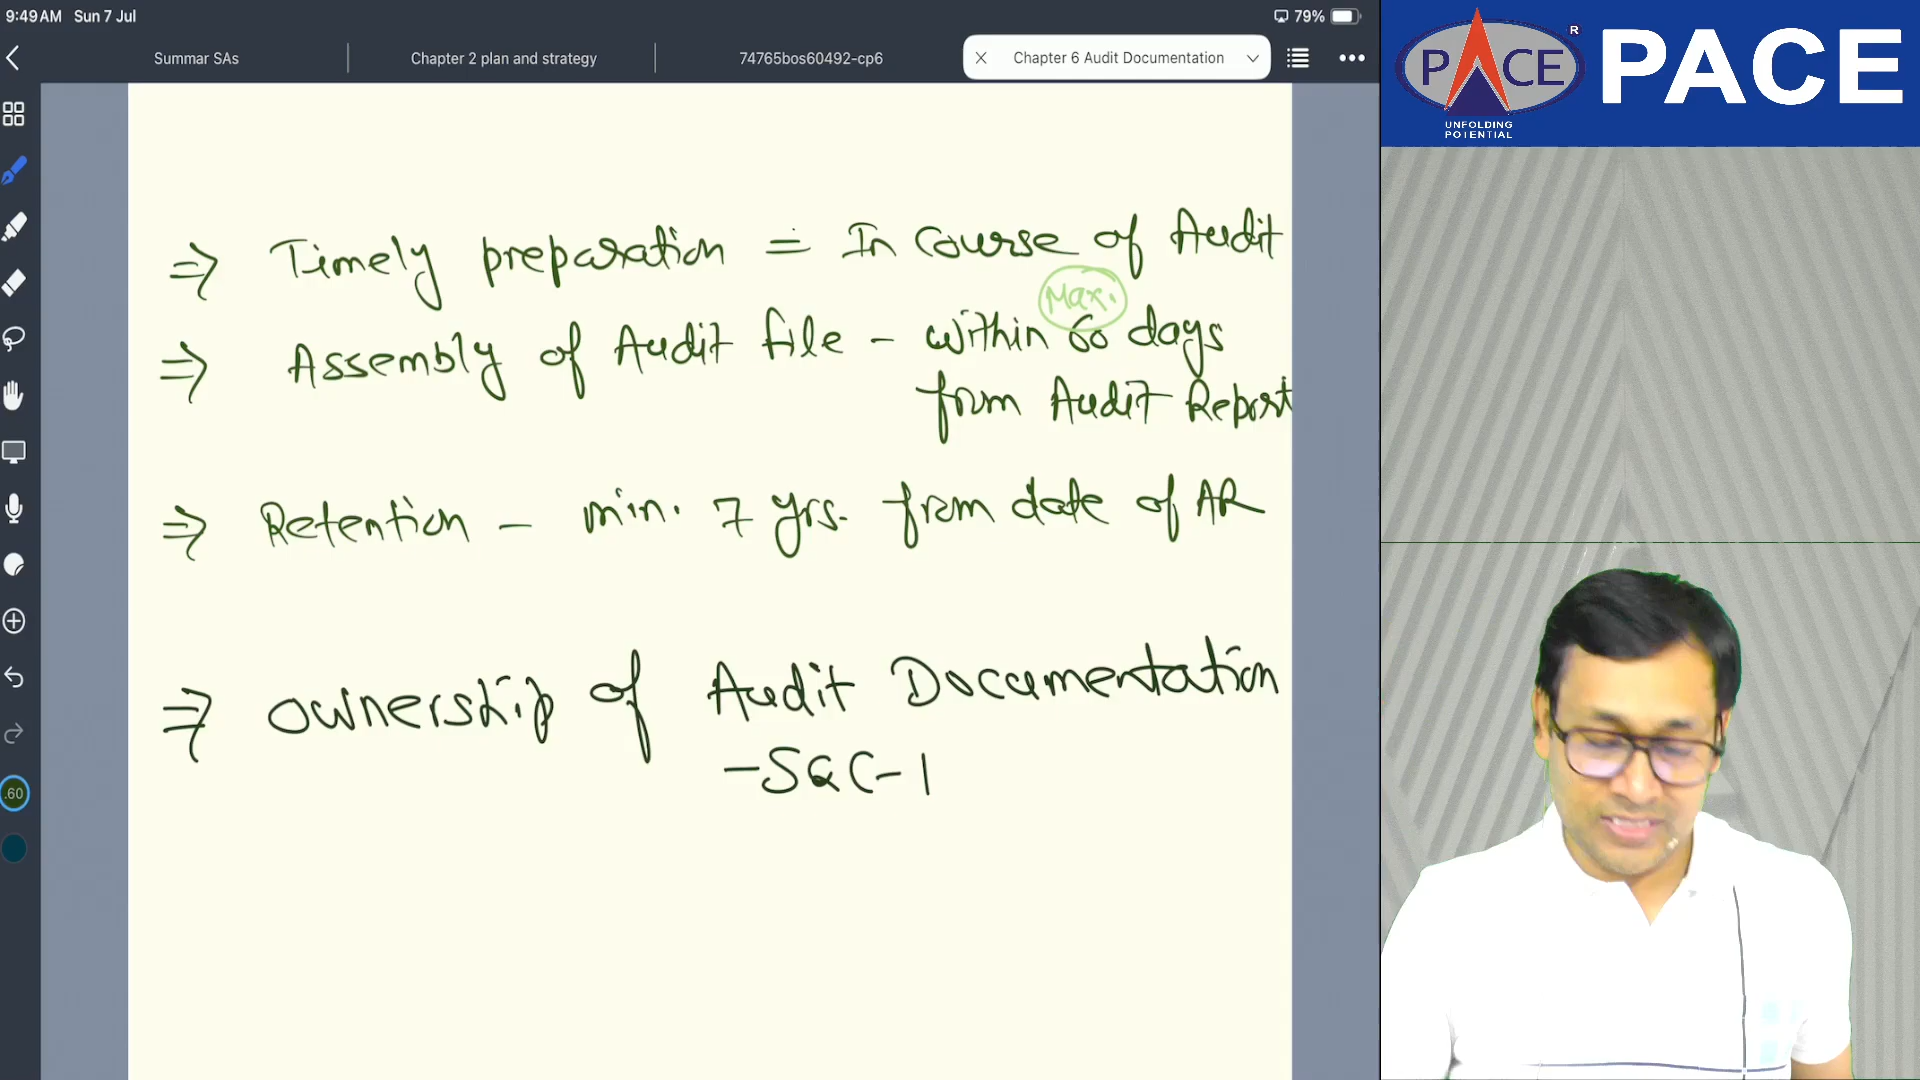 9:49 AM Sun 7 Jul
79%
Summar SAs
Chapter 2 plan and strategy
74765bos60492-cp6
Chapter 6 Audit Documentation
PACE
UNFOLDING
POTENTIAL
®
PACE
⇒ Timely preparation = In Course of Audit
Max.
⇒ Assembly of Audit file - within 60 days
from Audit Report
⇒ Retention - min. 7 yrs. from date of AR
⇒ Ownership of Audit Documentation
- SQC-1
.60